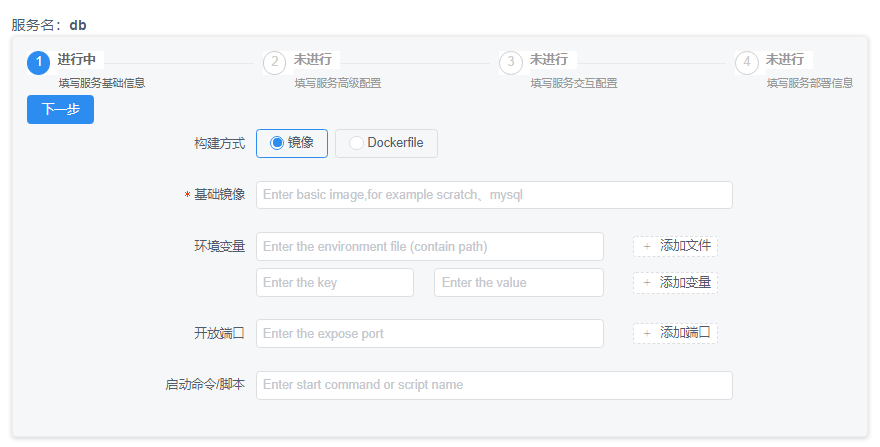 服务名：db
1 进行中 2 未进行 3 未进行 4 未进行
填写服务基础信息 填写服务高级配置 填写服务交互配置 填写服务部署信息
下一步
构建方式 镜像 Dockerfile
* 基础镜像 Enter basic image,for example scratch、mysql
环境变量 Enter the environment file (contain path) + 添加文件
Enter the key Enter the value + 添加变量
开放端口 Enter the expose port + 添加端口
启动命令/脚本 Enter start command or script name